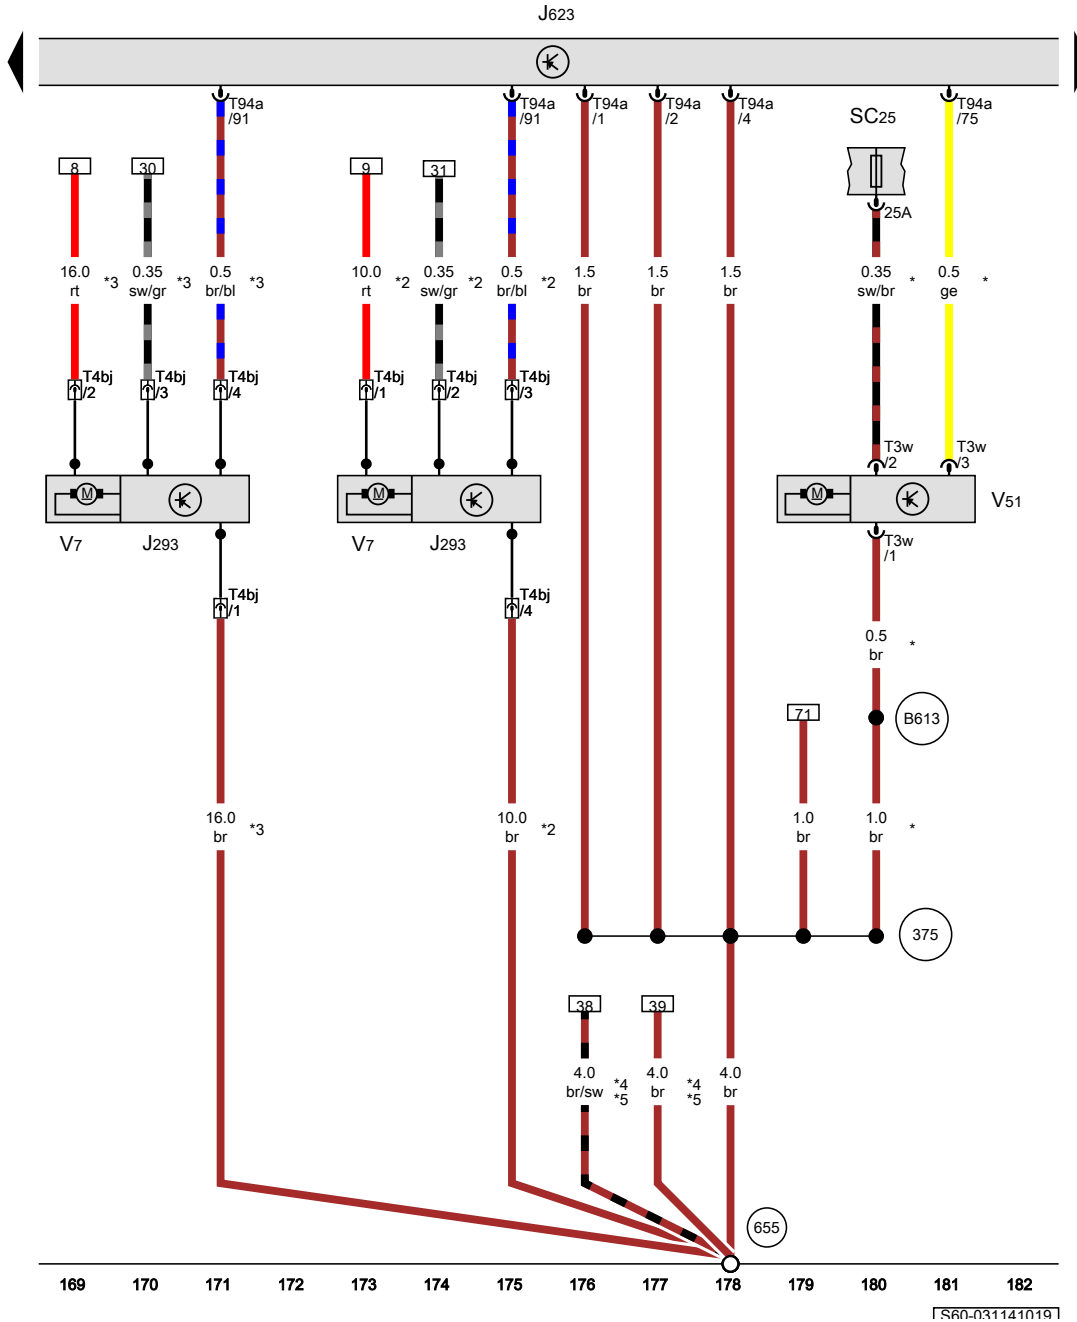 J623
T94a
/91
T94a
/91
T94a
/1
T94a
/2
T94a
/4
T94a
/75
SC25
25A
8
30
9
31
16.0
rt
*3
0.35
sw/gr
*3
0.5
br/bl
*3
10.0
rt
*2
0.35
sw/gr
*2
0.5
br/bl
*2
1.5
br
1.5
br
1.5
br
0.35
sw/br
*
0.5
ge
*
T4bj
/2
T4bj
/3
T4bj
/4
T4bj
/1
T4bj
/2
T4bj
/3
T3w
/2
T3w
/3
M
M
M
V51
V7
J293
V7
J293
T3w
/1
T4bj
/1
T4bj
/4
0.5
br
*
71
B613
16.0
br
*3
10.0
br
*2
1.0
br
1.0
br
*
375
38
39
4.0
br/sw
*4
*5
4.0
br
*4
*5
4.0
br
655
169 170 171 172 173 174 175 176 177 178 179 180 181 182
S60-031141019